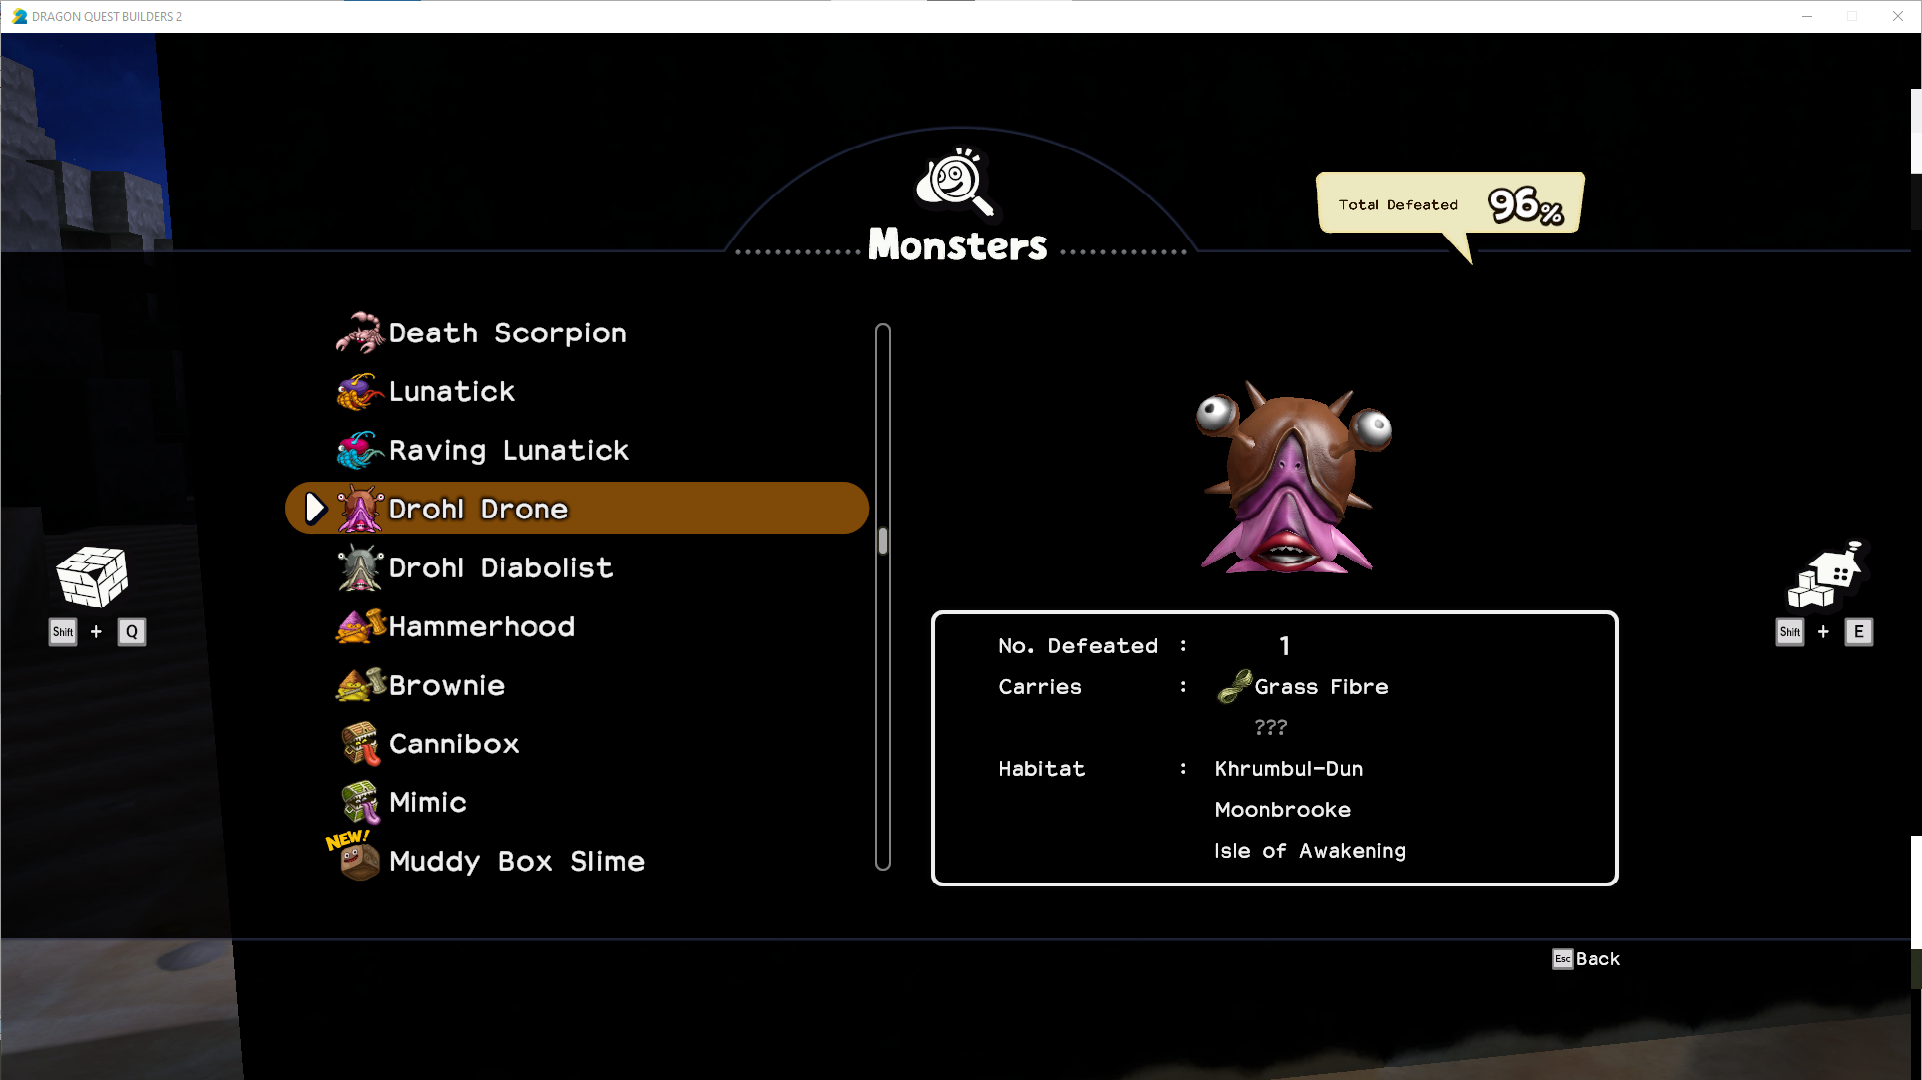 DRAGON QUEST BUILDERS 2
Monsters
Total Defeated 96%
Death Scorpion
Lunatick
Raving Lunatick
Drohl Drone
Drohl Diabolist
Hammerhood
Brownie
Cannibox
Mimic
NEW!
Muddy Box Slime
Shift + Q
No. Defeated : 1
Carries : Grass Fibre
???
Habitat : Khrumbul-Dun
Moonbrooke
Isle of Awakening
Shift + E
Esc Back